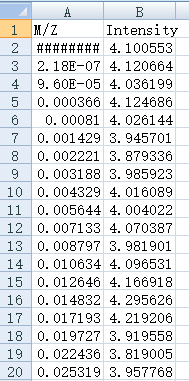 A B
1 M/Z Intensity
2 ######## 4.100553
3 2.18E-07 4.120664
4 9.60E-05 4.036199
5 0.000366 4.124686
6 0.00081 4.026144
7 0.001429 3.945701
8 0.002221 3.879336
9 0.003188 3.985923
10 0.004329 4.016089
11 0.005644 4.004022
12 0.007133 4.070387
13 0.008797 3.981901
14 0.010634 4.096531
15 0.012646 4.166918
16 0.014832 4.295626
17 0.017193 4.219206
18 0.019727 3.919558
19 0.022436 3.819005
20 0.025319 3.957768